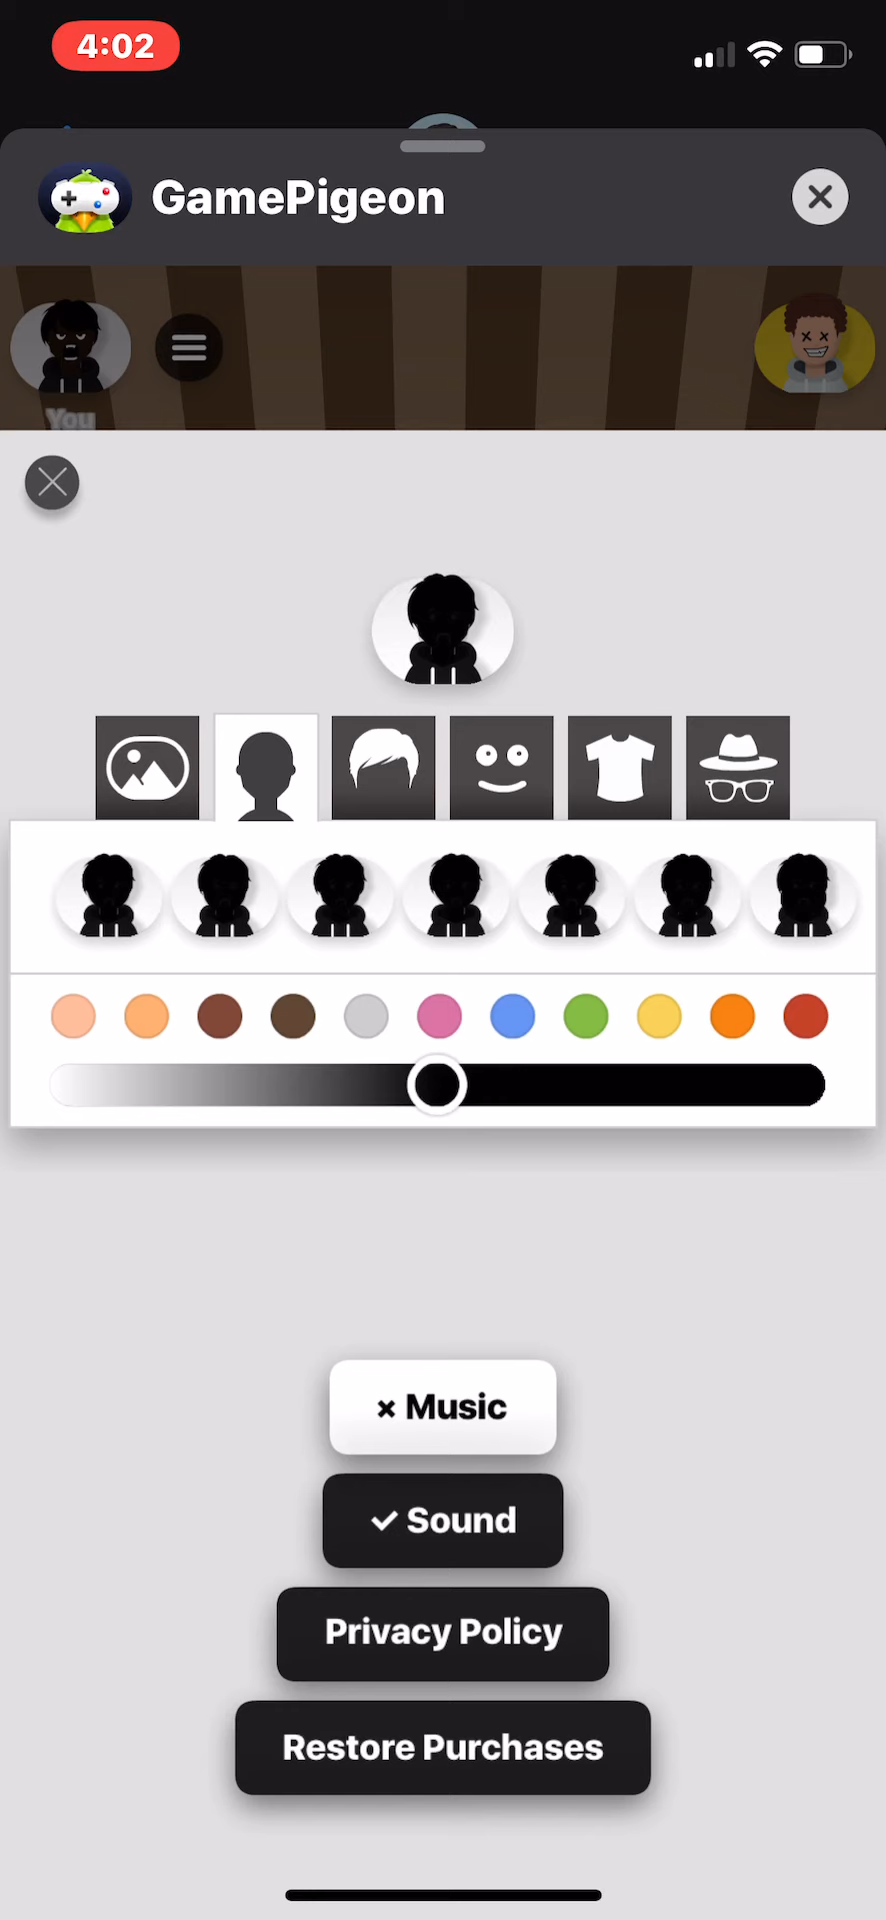 4:02
GamePigeon
You
× Music
✓ Sound
Privacy Policy
Restore Purchases